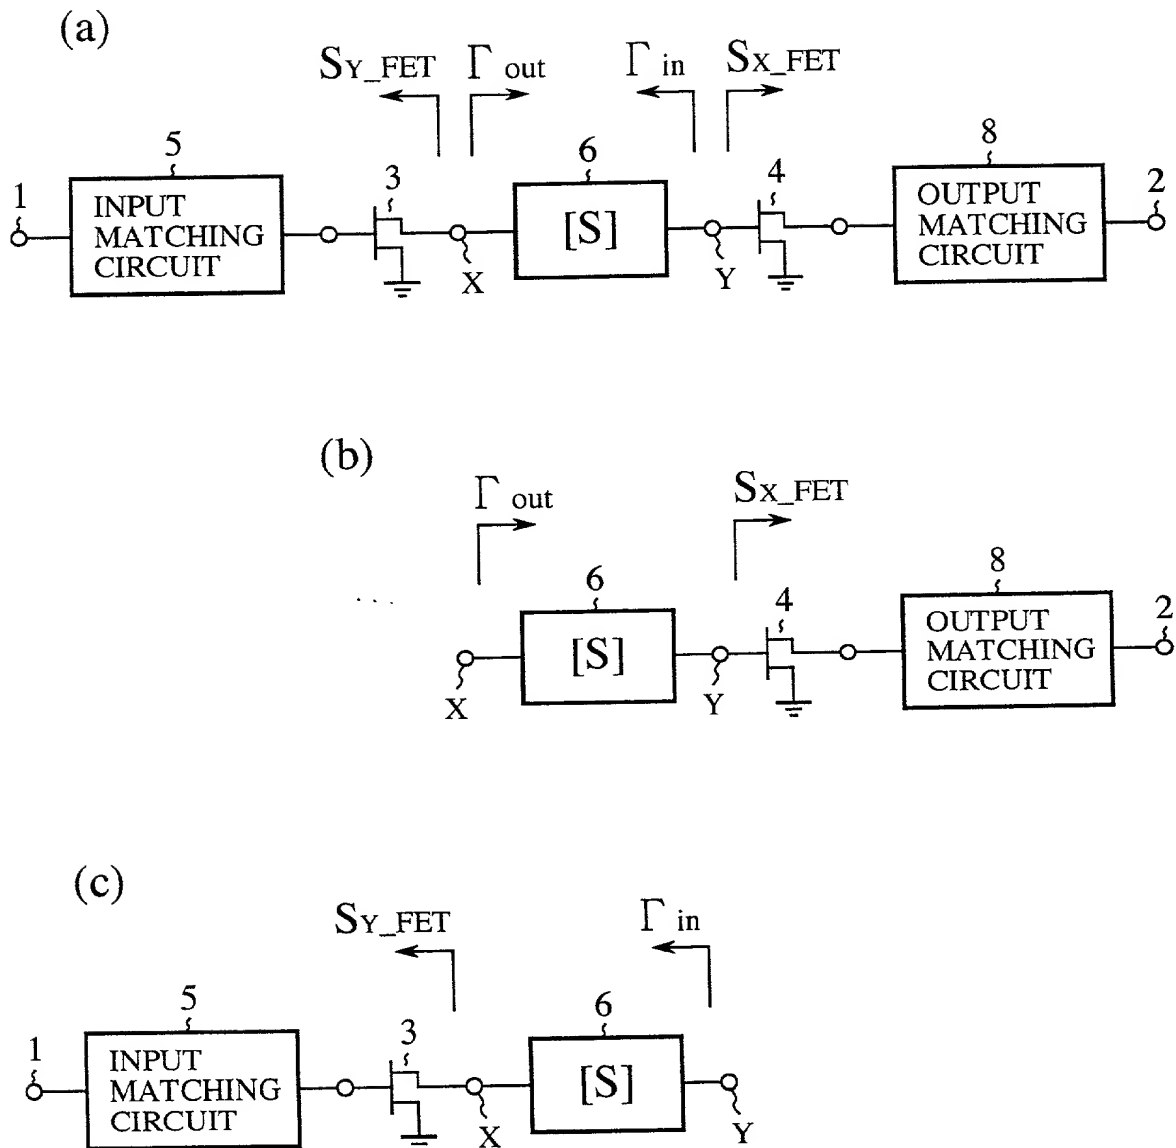 (a)
SY_FET Γout Γin SX_FET
5 6 8
1 3 4 2
INPUT
MATCHING
CIRCUIT
[S]
OUTPUT
MATCHING
CIRCUIT
X Y
(b)
Γout SX_FET
6 8
4 2
[S]
OUTPUT
MATCHING
CIRCUIT
X Y
(c)
SY_FET Γin
5 6
1 3
INPUT
MATCHING
CIRCUIT
[S]
X Y